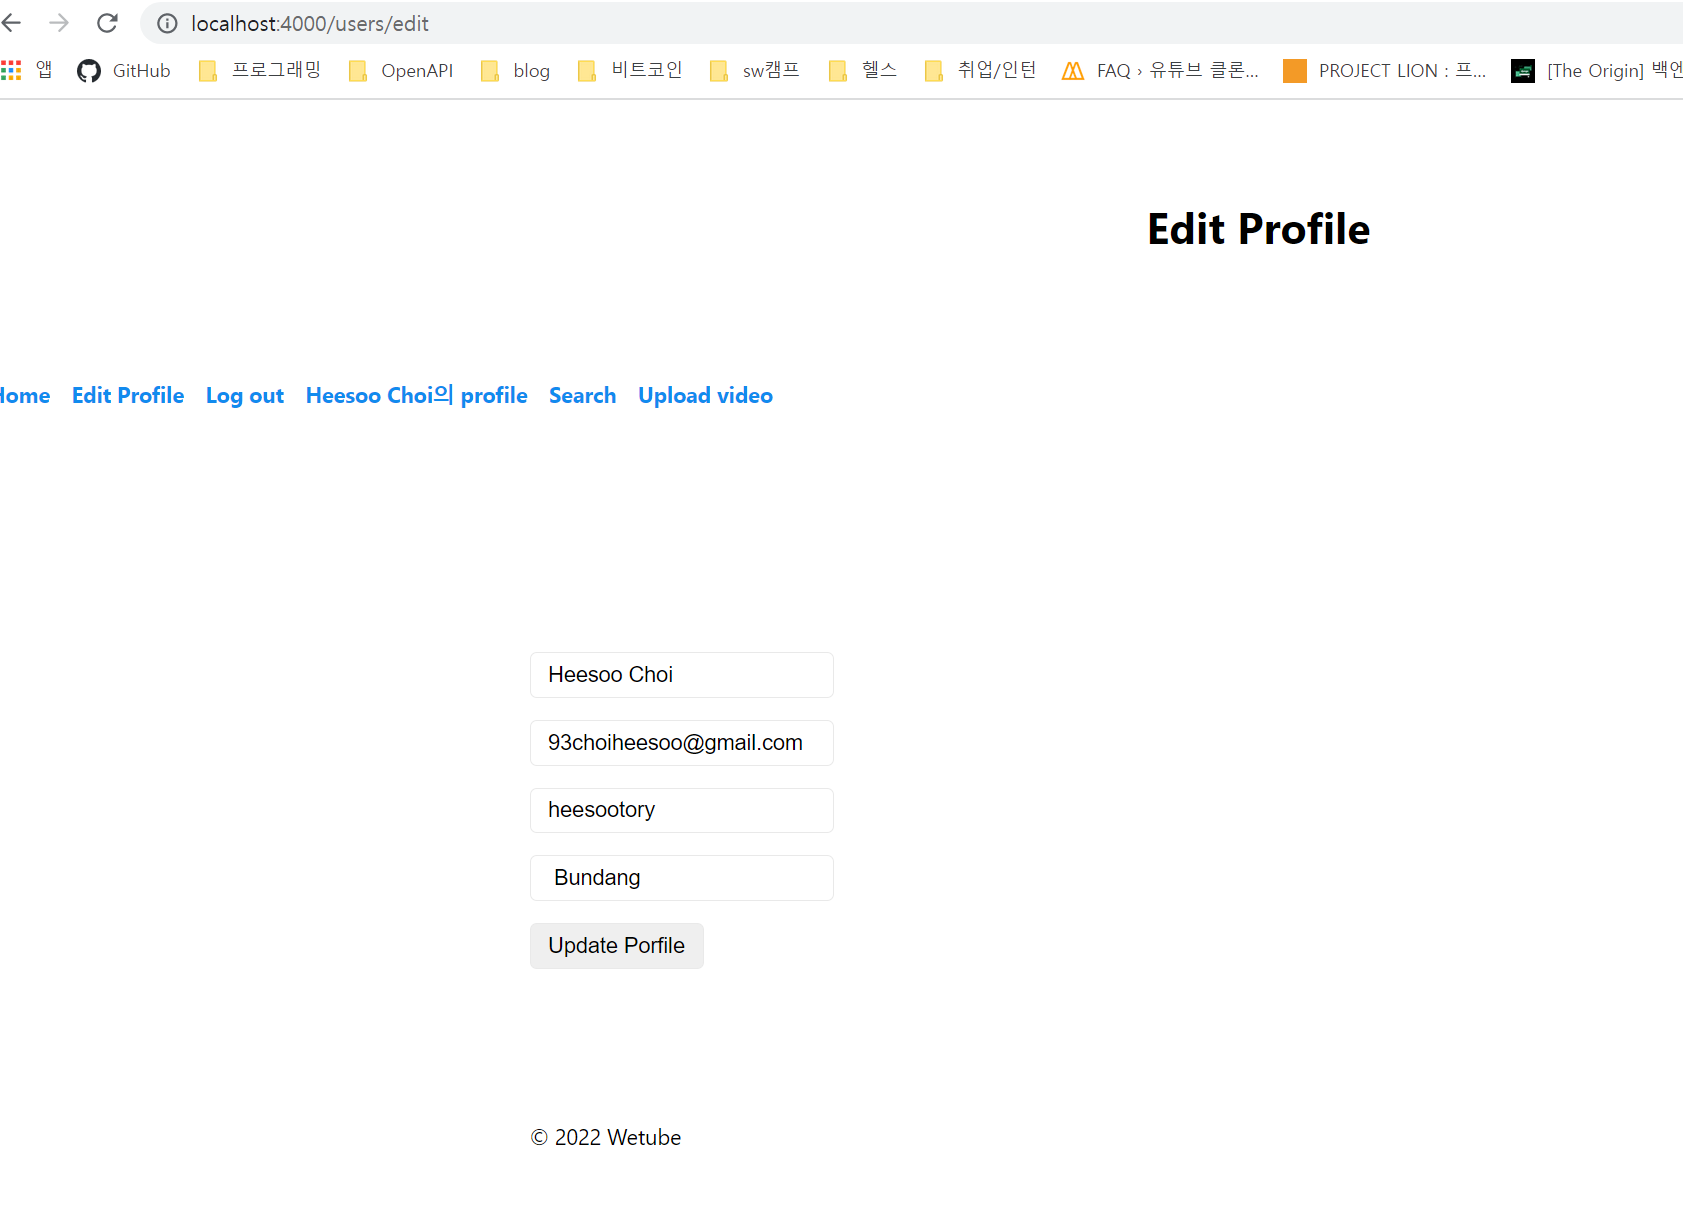 localhost:4000/users/edit
앱 GitHub 프로그래밍 OpenAPI blog 비트코인 sw캠프 헬스 취업/인턴 FAQ › 유튜브 클론... PROJECT LION : 프... [The Origin] 백엔
Edit Profile
Home Edit Profile Log out Heesoo Choi의 profile Search Upload video
Heesoo Choi
93choiheesoo@gmail.com
heesootory
Bundang
Update Porfile
© 2022 Wetube